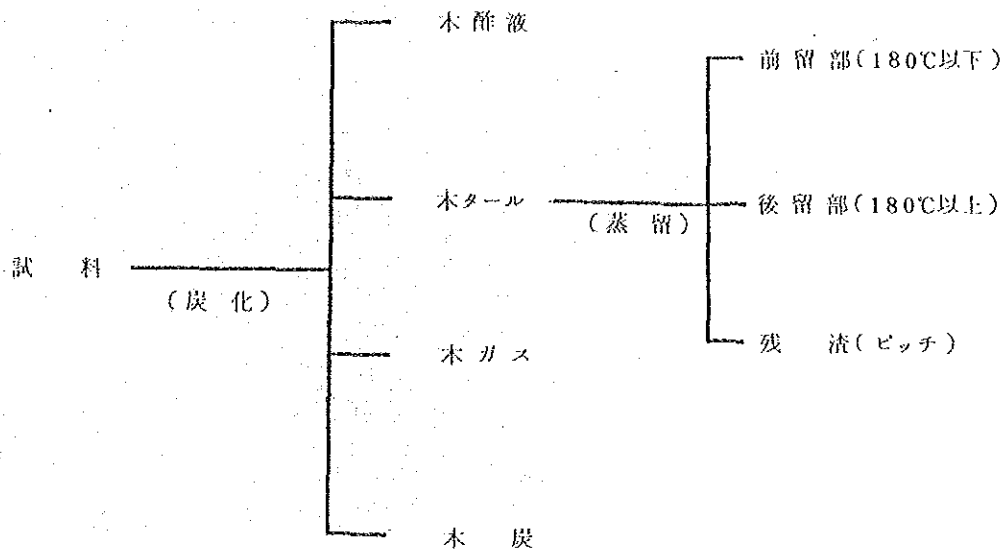 木酢液
前留部(180℃以下)
木タール
(蒸留)
後留部(180℃以上)
試料
(炭化)
木ガス
残渣(ピッチ)
木炭